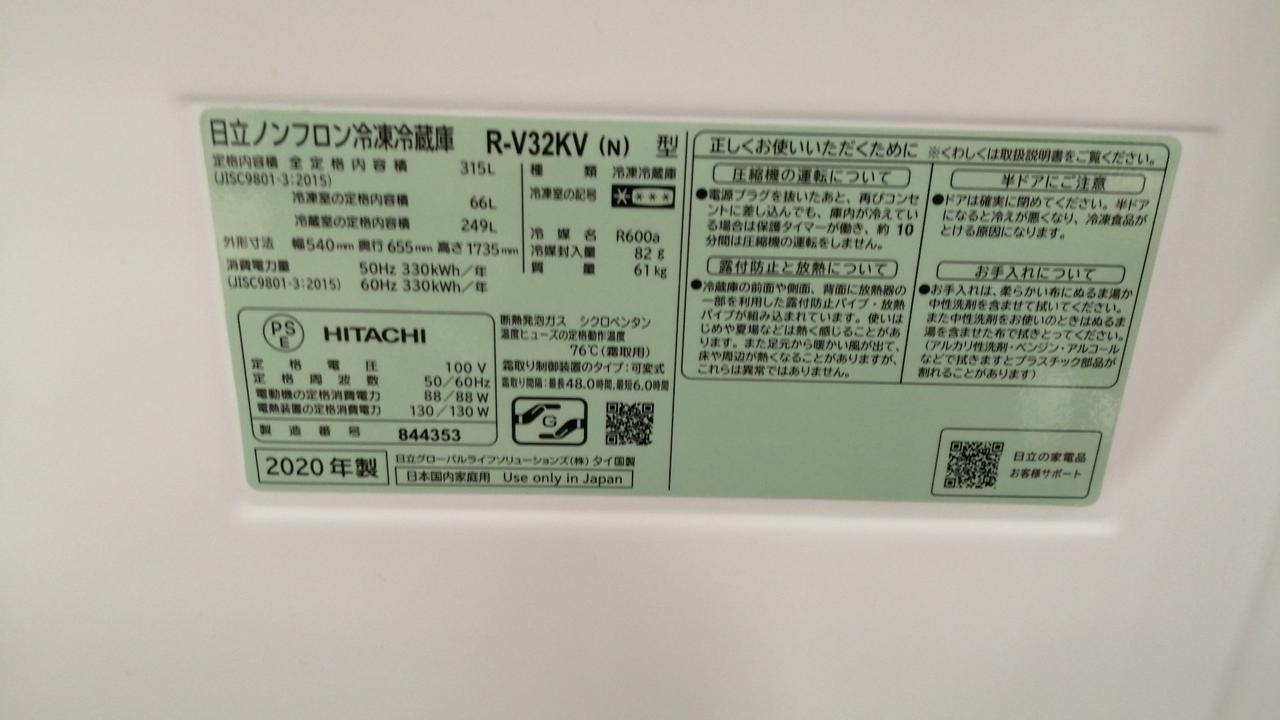 日立ノンフロン冷凍冷蔵庫 R-V32KV (N) 型
定格内容積 全定格内容積 315L
(JISC9801-3:2015)
冷凍室の定格内容積 66L
冷蔵室の定格内容積 249L
外形寸法 幅540mm 奥行655mm 高さ1735mm
消費電力量 50Hz 330kWh/年
(JISC9801-3:2015) 60Hz 330kWh/年
種類 冷凍冷蔵庫
冷凍室の記号
冷媒名 R600a
冷媒封入量 82g
質量 61kg
PS
E
HITACHI
定格電圧 100V
定格周波数 50/60Hz
電動機の定格消費電力 88/88W
電熱装置の定格消費電力 130/130W
製造番号 844353
断熱発泡ガス シクロペンタン
温度ヒューズの定格動作温度
76℃(霜取用)
霜取り制御装置のタイプ:可変式
霜取り間隔:最長48.0時間,最短6.0時間
G
2020年製
日立グローバルライフソリューションズ(株) タイ国製
日本国内家庭用 Use only in Japan
正しくお使いいただくために ※くわしくは取扱説明書をご覧ください。
圧縮機の運転について
●電源プラグを抜いたあと、再びコンセ
ントに差し込んでも、庫内が冷えてい
る場合は保護タイマーが働き、約10
分間は圧縮機の運転をしません。
露付防止と放熱について
●冷蔵庫の前面や側面、背面に放熱器の
一部を利用した露付防止パイプ・放熱
パイプが組み込まれています。使いは
じめや夏場などは熱く感じることがあ
ります。また足元から暖かい風が出て、
床や周辺が熱くなることがありますが、
これらは異常ではありません。
半ドアにご注意
●ドアは確実に閉めてください。半ドア
になると冷えが悪くなり、冷凍食品が
とける原因になります。
お手入れについて
●お手入れは、柔らかい布にぬるま湯か
中性洗剤を含ませて拭いてください。
また中性洗剤をお使いのときはぬるま
湯を含ませた布で拭きとってください。
(アルカリ性洗剤・ベンジン・アルコール
などで拭きますとプラスチック部品が
割れることがあります)
日立の家電品
お客様サポート